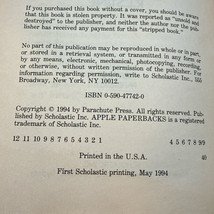 If you purchased this book without a cover, you should be aware
that this book is stolen property. It was reported as "unsold and
destroyed" to the publisher, and neither the author nor the pub-
lisher has received any payment for this "stripped book."
No part of this publication may be reproduced in whole or in part,
or stored in a retrieval system, or transmitted in any form or
by any means, electronic, mechanical, photocopying, recording,
or otherwise, without written permission of the publisher. For
information regarding permission, write to Scholastic Inc., 555
Broadway, New York, NY 10012.
ISBN 0-590-47742-0
Copyright © 1994 by Parachute Press. All rights reserved. Pub-
lished by Scholastic Inc. APPLE PAPERBACKS is a registered
trademark of Scholastic Inc.
12 11 10 9 8 7 6 5 4 3 2 1 4 5 6 7 8 9/9
Printed in the U.S.A. 40
First Scholastic printing, May 1994